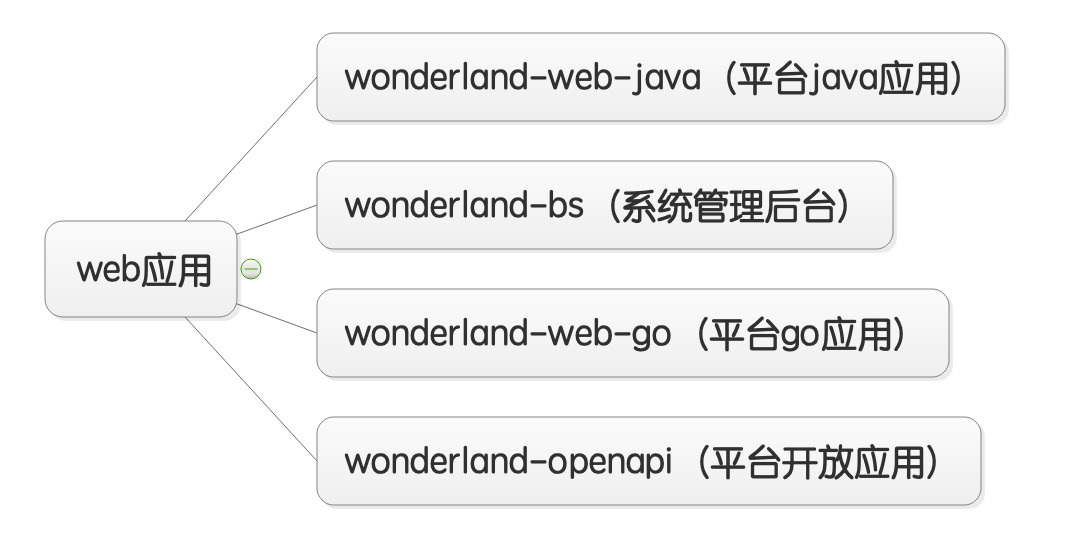 wonderland-web-java（平台java应用）
wonderland-bs（系统管理后台）
web应用
wonderland-web-go（平台go应用）
wonderland-openapi（平台开放应用）